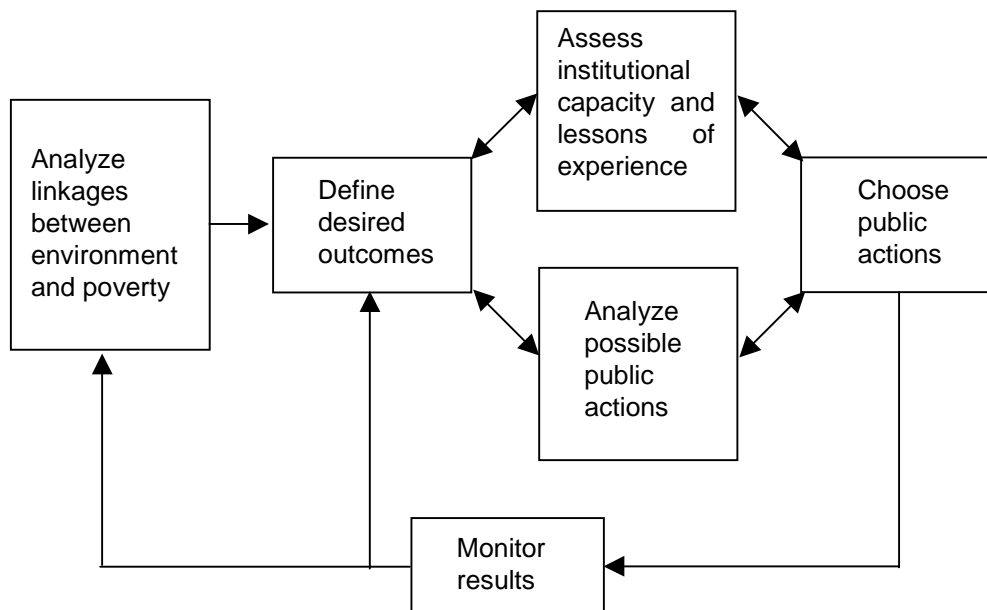 Analyze
linkages
between
environment
and poverty
Define
desired
outcomes
Assess
institutional
capacity and
lessons of
experience
Analyze
possible
public
actions
Choose
public
actions
Monitor
results